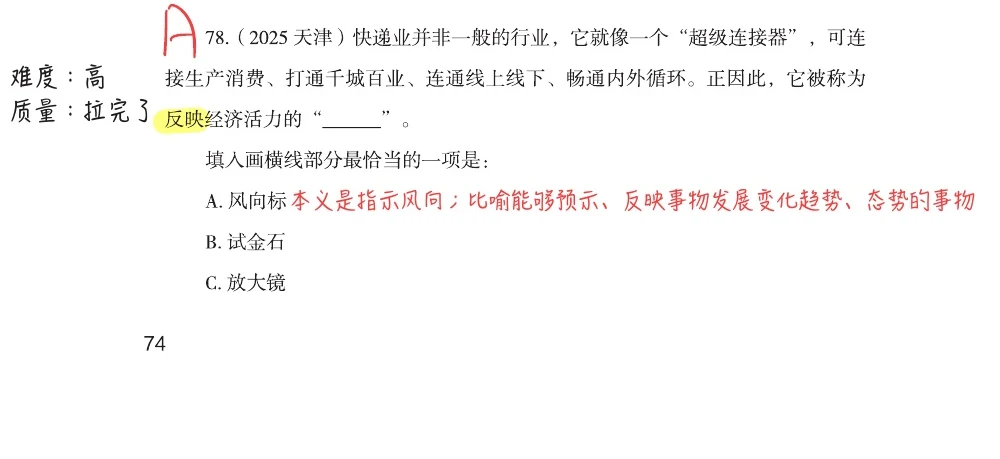 A
78.（2025 天津）快递业并非一般的行业，它就像一个“超级连接器”，可连
难度：高
接生产消费、打通千城百业、连通线上线下、畅通内外循环。正因此，它被称为
质量：拉完了
反映经济活力的“______”。
填入画横线部分最恰当的一项是：
A. 风向标 本义是指示风向；比喻能够预示、反映事物发展变化趋势、态势的事物
B. 试金石
C. 放大镜
74